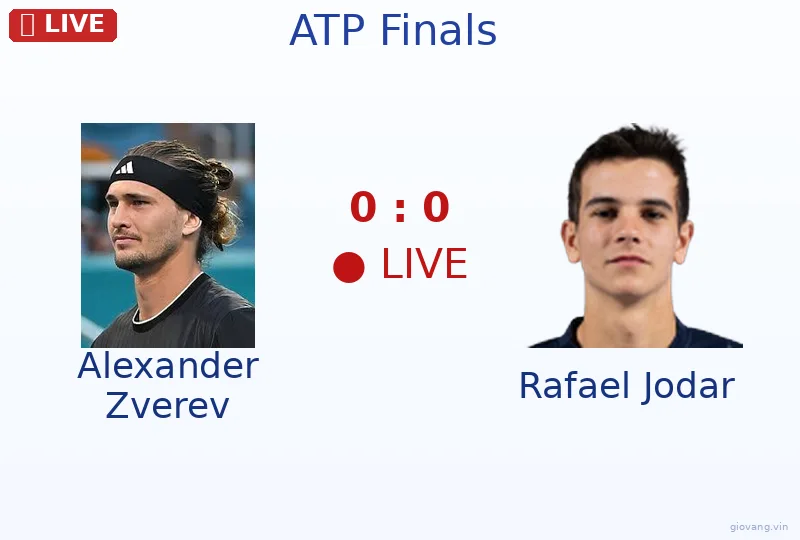 LIVE
ATP Finals
0 : 0
● LIVE
Alexander
Zverev
Rafael Jodar
giovang.vin